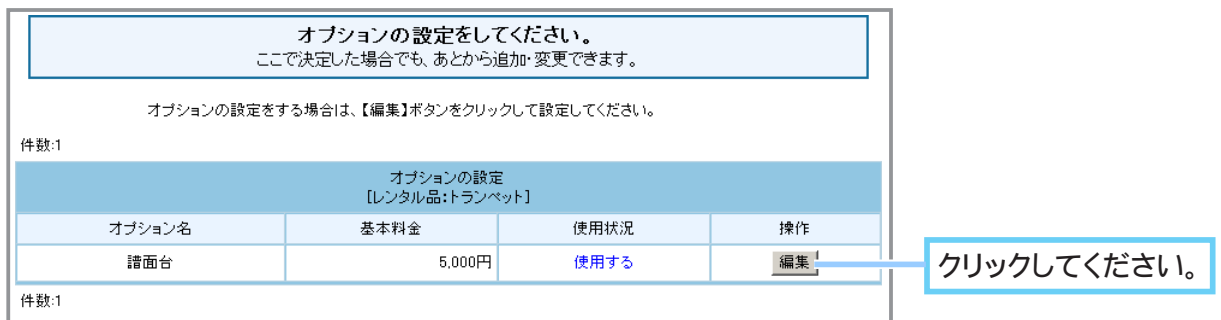 オプションの設定をしてください。
ここで決定した場合でも、あとから追加・変更できます。
オプションの設定をする場合は、【編集】ボタンをクリックして設定してください。
件数:1
オプションの設定
[レンタル品:トランペット]
オプション名 基本料金 使用状況 操作
譜面台 5,000円 使用する 編集
クリックしてください。
件数:1